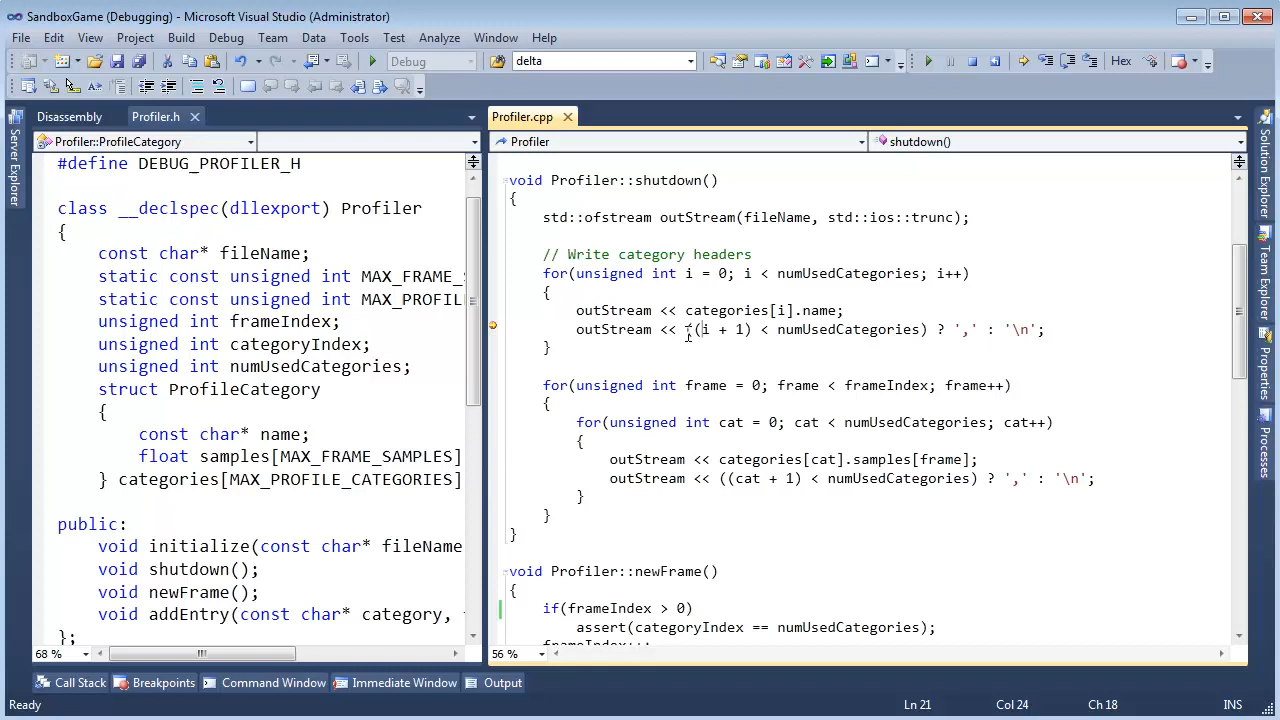 SandboxGame (Debugging) - Microsoft Visual Studio (Administrator)
File Edit View Project Build Debug Team Data Tools Test Analyze Window Help
Debug delta Hex
Disassembly Profiler.h Profiler.cpp
Profiler::ProfileCategory
Profiler shutdown()
#define DEBUG_PROFILER_H
class __declspec(dllexport) Profiler
{
const char* fileName;
static const unsigned int MAX_FRAME_S
static const unsigned int MAX_PROFIL
unsigned int frameIndex;
unsigned int categoryIndex;
unsigned int numUsedCategories;
struct ProfileCategory
{
const char* name;
float samples[MAX_FRAME_SAMPLES]
} categories[MAX_PROFILE_CATEGORIES]
public:
void initialize(const char* fileName
void shutdown();
void newFrame();
void addEntry(const char* category,
};
68 %
void Profiler::shutdown()
{
std::ofstream outStream(fileName, std::ios::trunc);
// Write category headers
for(unsigned int i = 0; i < numUsedCategories; i++)
{
outStream << categories[i].name;
outStream << ((i + 1) < numUsedCategories) ? ',' : '\n';
}
for(unsigned int frame = 0; frame < frameIndex; frame++)
{
for(unsigned int cat = 0; cat < numUsedCategories; cat++)
{
outStream << categories[cat].samples[frame];
outStream << ((cat + 1) < numUsedCategories) ? ',' : '\n';
}
}
}
void Profiler::newFrame()
{
if(frameIndex > 0)
assert(categoryIndex == numUsedCategories);
frameIndex++;
56 %
Server Explorer
Solution Explorer
Team Explorer
Properties
Processes
Call Stack Breakpoints Command Window Immediate Window Output
Ready Ln 21 Col 24 Ch 18 INS